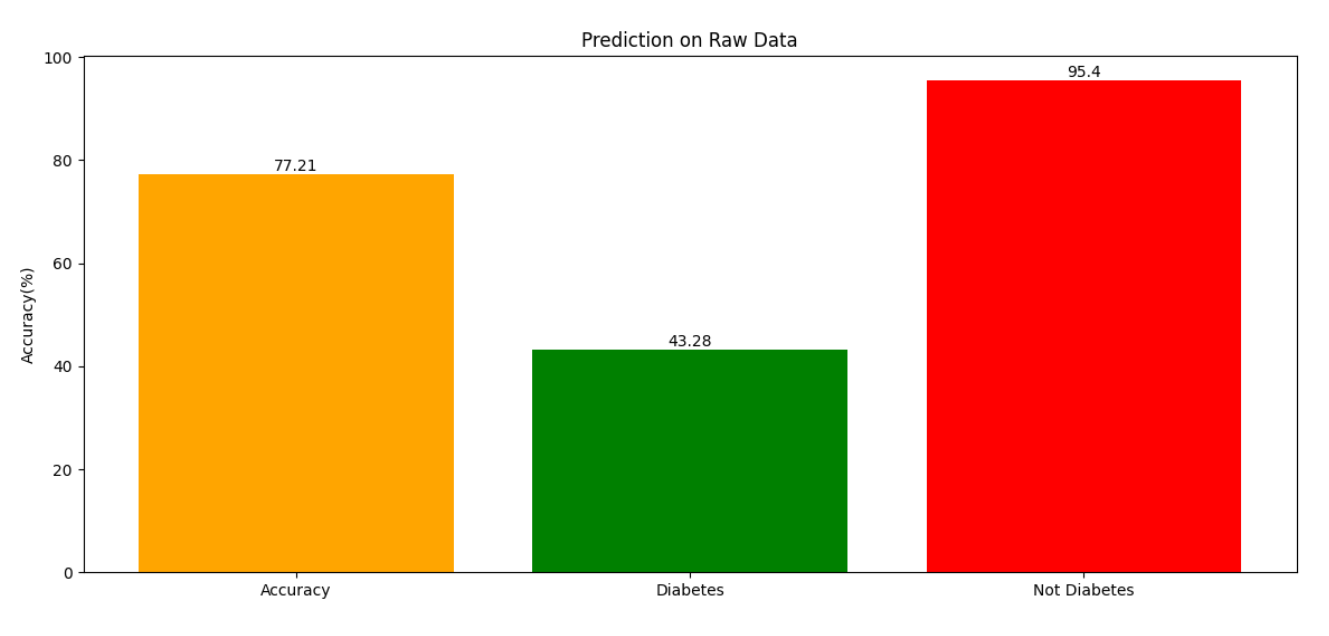 Prediction on Raw Data
Accuracy(%)
100
80
60
40
20
0
77.21
43.28
95.4
Accuracy
Diabetes
Not Diabetes